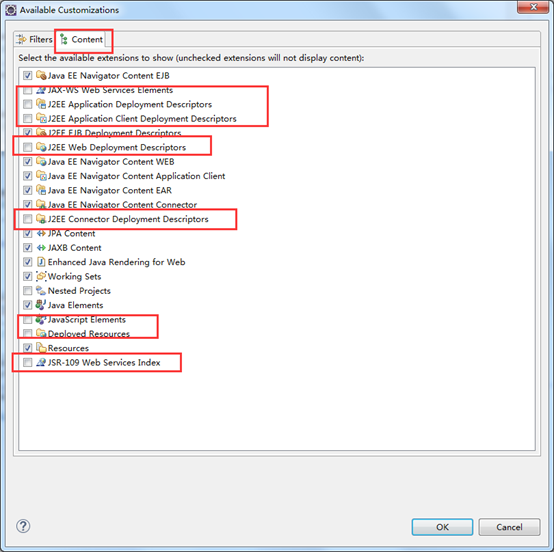 Available Customizations
Filters
Content
Select the available extensions to show (unchecked extensions will not display content):
Java EE Navigator Content EJB
JAX-WS Web Services Elements
J2EE Application Deployment Descriptors
J2EE Application Client Deployment Descriptors
J2EE EJB Deployment Descriptors
J2EE Web Deployment Descriptors
Java EE Navigator Content WEB
Java EE Navigator Content Application Client
Java EE Navigator Content EAR
Java EE Navigator Content Connector
J2EE Connector Deployment Descriptors
JPA Content
JAXB Content
Enhanced Java Rendering for Web
Working Sets
Nested Projects
Java Elements
JavaScript Elements
Deployed Resources
Resources
JSR-109 Web Services Index
OK
Cancel